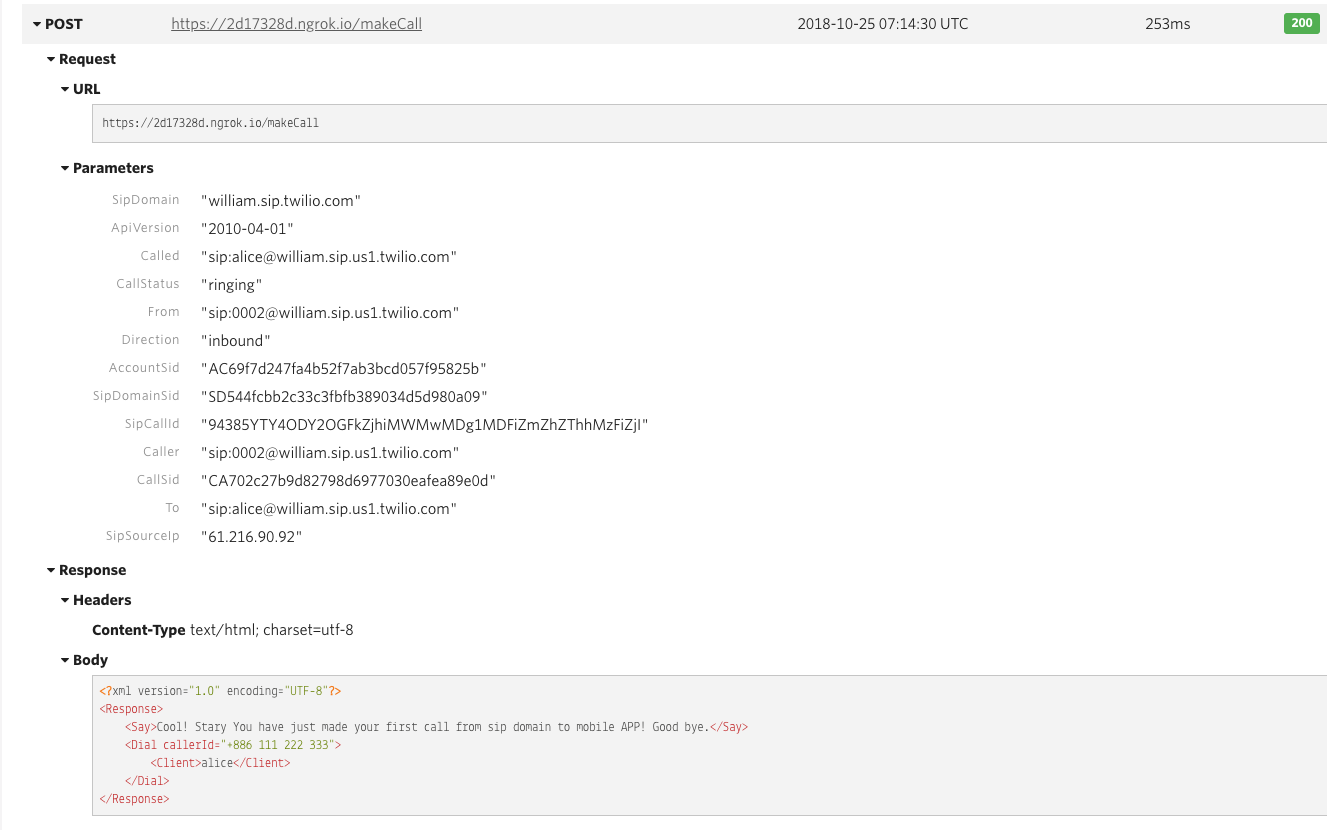 POST https://2d17328d.ngrok.io/makeCall 2018-10-25 07:14:30 UTC 253ms 200
Request
URL
https://2d17328d.ngrok.io/makeCall
Parameters
SipDomain "william.sip.twilio.com"
ApiVersion "2010-04-01"
Called "sip:alice@william.sip.us1.twilio.com"
CallStatus "ringing"
From "sip:0002@william.sip.us1.twilio.com"
Direction "inbound"
AccountSid "AC69f7d247fa4b52f7ab3bcd057f95825b"
SipDomainSid "SD544fcbb2c33c3fbfb389034d5d980a09"
SipCallId "94385YTY4ODY2OGFkZjhiMWMwMDg1MDFiZmZhZThhMzFiZjI"
Caller "sip:0002@william.sip.us1.twilio.com"
CallSid "CA702c27b9d82798d6977030eafea89e0d"
To "sip:alice@william.sip.us1.twilio.com"
SipSourceIp "61.216.90.92"
Response
Headers
Content-Type text/html; charset=utf-8
Body
<?xml version="1.0" encoding="UTF-8"?>
<Response>
<Say>Cool! Stary You have just made your first call from sip domain to mobile APP! Good bye.</Say>
<Dial callerId="+886 111 222 333">
<Client>alice</Client>
</Dial>
</Response>